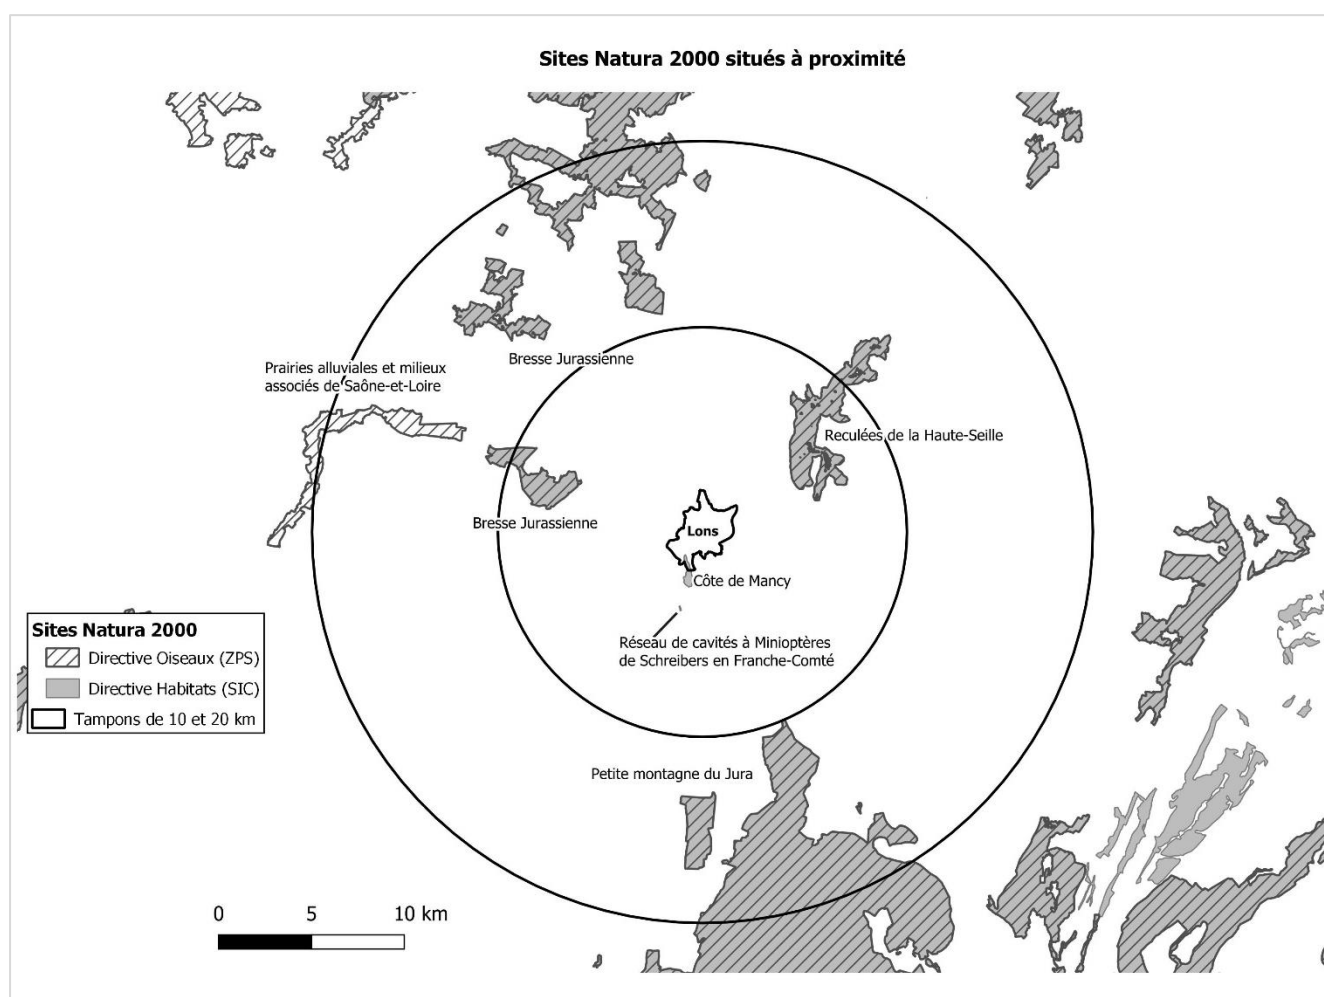 Sites Natura 2000 situés à proximité
Prairies alluviales et milieux
associés de Saône-et-Loire
Bresse Jurassienne
Reculées de la Haute-Seille
Bresse Jurassienne
Lons
Côte de Mancy
Réseau de cavités à Minioptères
de Schreibers en Franche-Comté
Petite montagne du Jura
Sites Natura 2000
Directive Oiseaux (ZPS)
Directive Habitats (SIC)
Tampons de 10 et 20 km
0 5 10 km